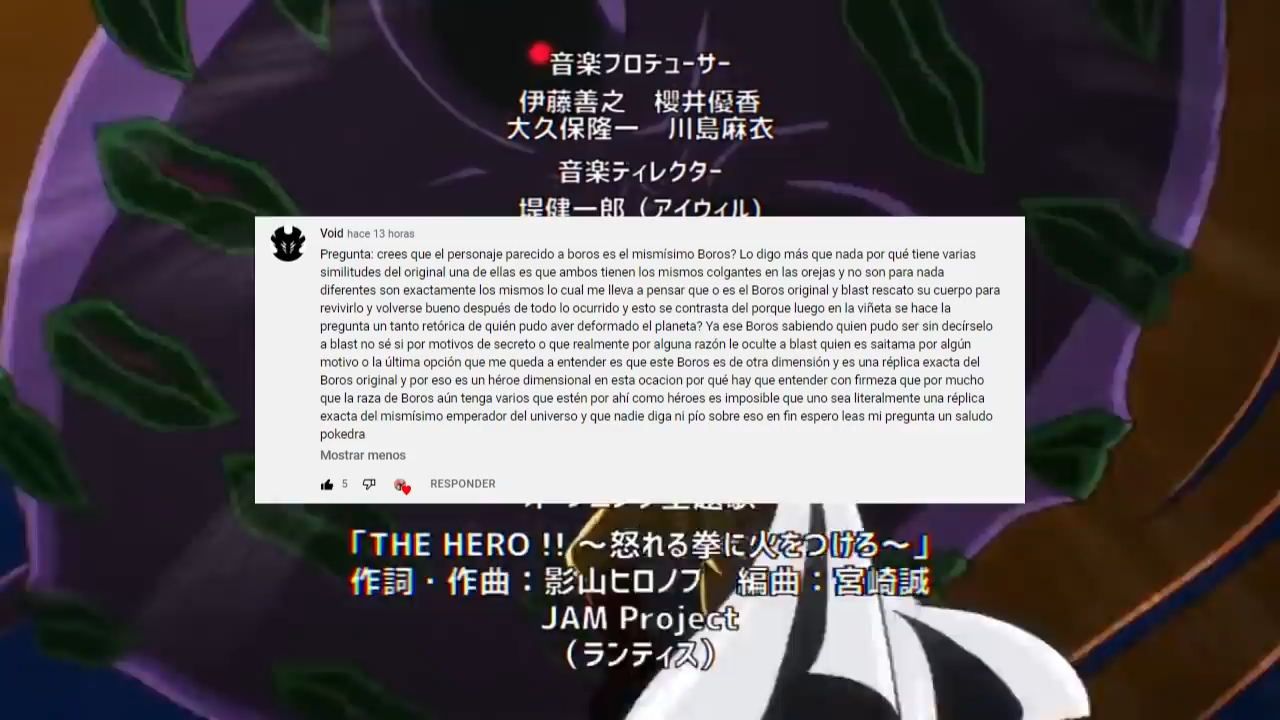 音楽プロデューサー
伊藤善之　櫻井優香
大久保隆一　川島麻衣
音楽ディレクター
堤健一郎（アイウィル）
Void hace 13 horas
Pregunta: crees que el personaje parecido a boros es el mismísimo Boros? Lo digo más que nada por qué tiene varias
similitudes del original una de ellas es que ambos tienen los mismos colgantes en las orejas y no son para nada
diferentes son exactamente los mismos lo cual me lleva a pensar que o es el Boros original y blast rescato su cuerpo para
revivirlo y volverse bueno después de todo lo ocurrido y esto se contrasta del porque luego en la viñeta se hace la
pregunta un tanto retórica de quién pudo aver deformado el planeta? Ya ese Boros sabiendo quien pudo ser sin decírselo
a blast no sé si por motivos de secreto o que realmente por alguna razón le oculte a blast quien es saitama por algún
motivo o la última opción que me queda a entender es que este Boros es de otra dimensión y es una réplica exacta del
Boros original y por eso es un héroe dimensional en esta ocacion por qué hay que entender con firmeza que por mucho
que la raza de Boros aún tenga varios que estén por ahí como héroes es imposible que uno sea literalmente una réplica
exacta del mismísimo emperador del universo y que nadie diga ni pío sobre eso en fin espero leas mi pregunta un saludo
pokedra
Mostrar menos
5 RESPONDER
「THE HERO !! ～怒れる拳に火をつけろ～」
作詞・作曲：影山ヒロノブ　編曲：宮崎誠
JAM Project
（ランティス）